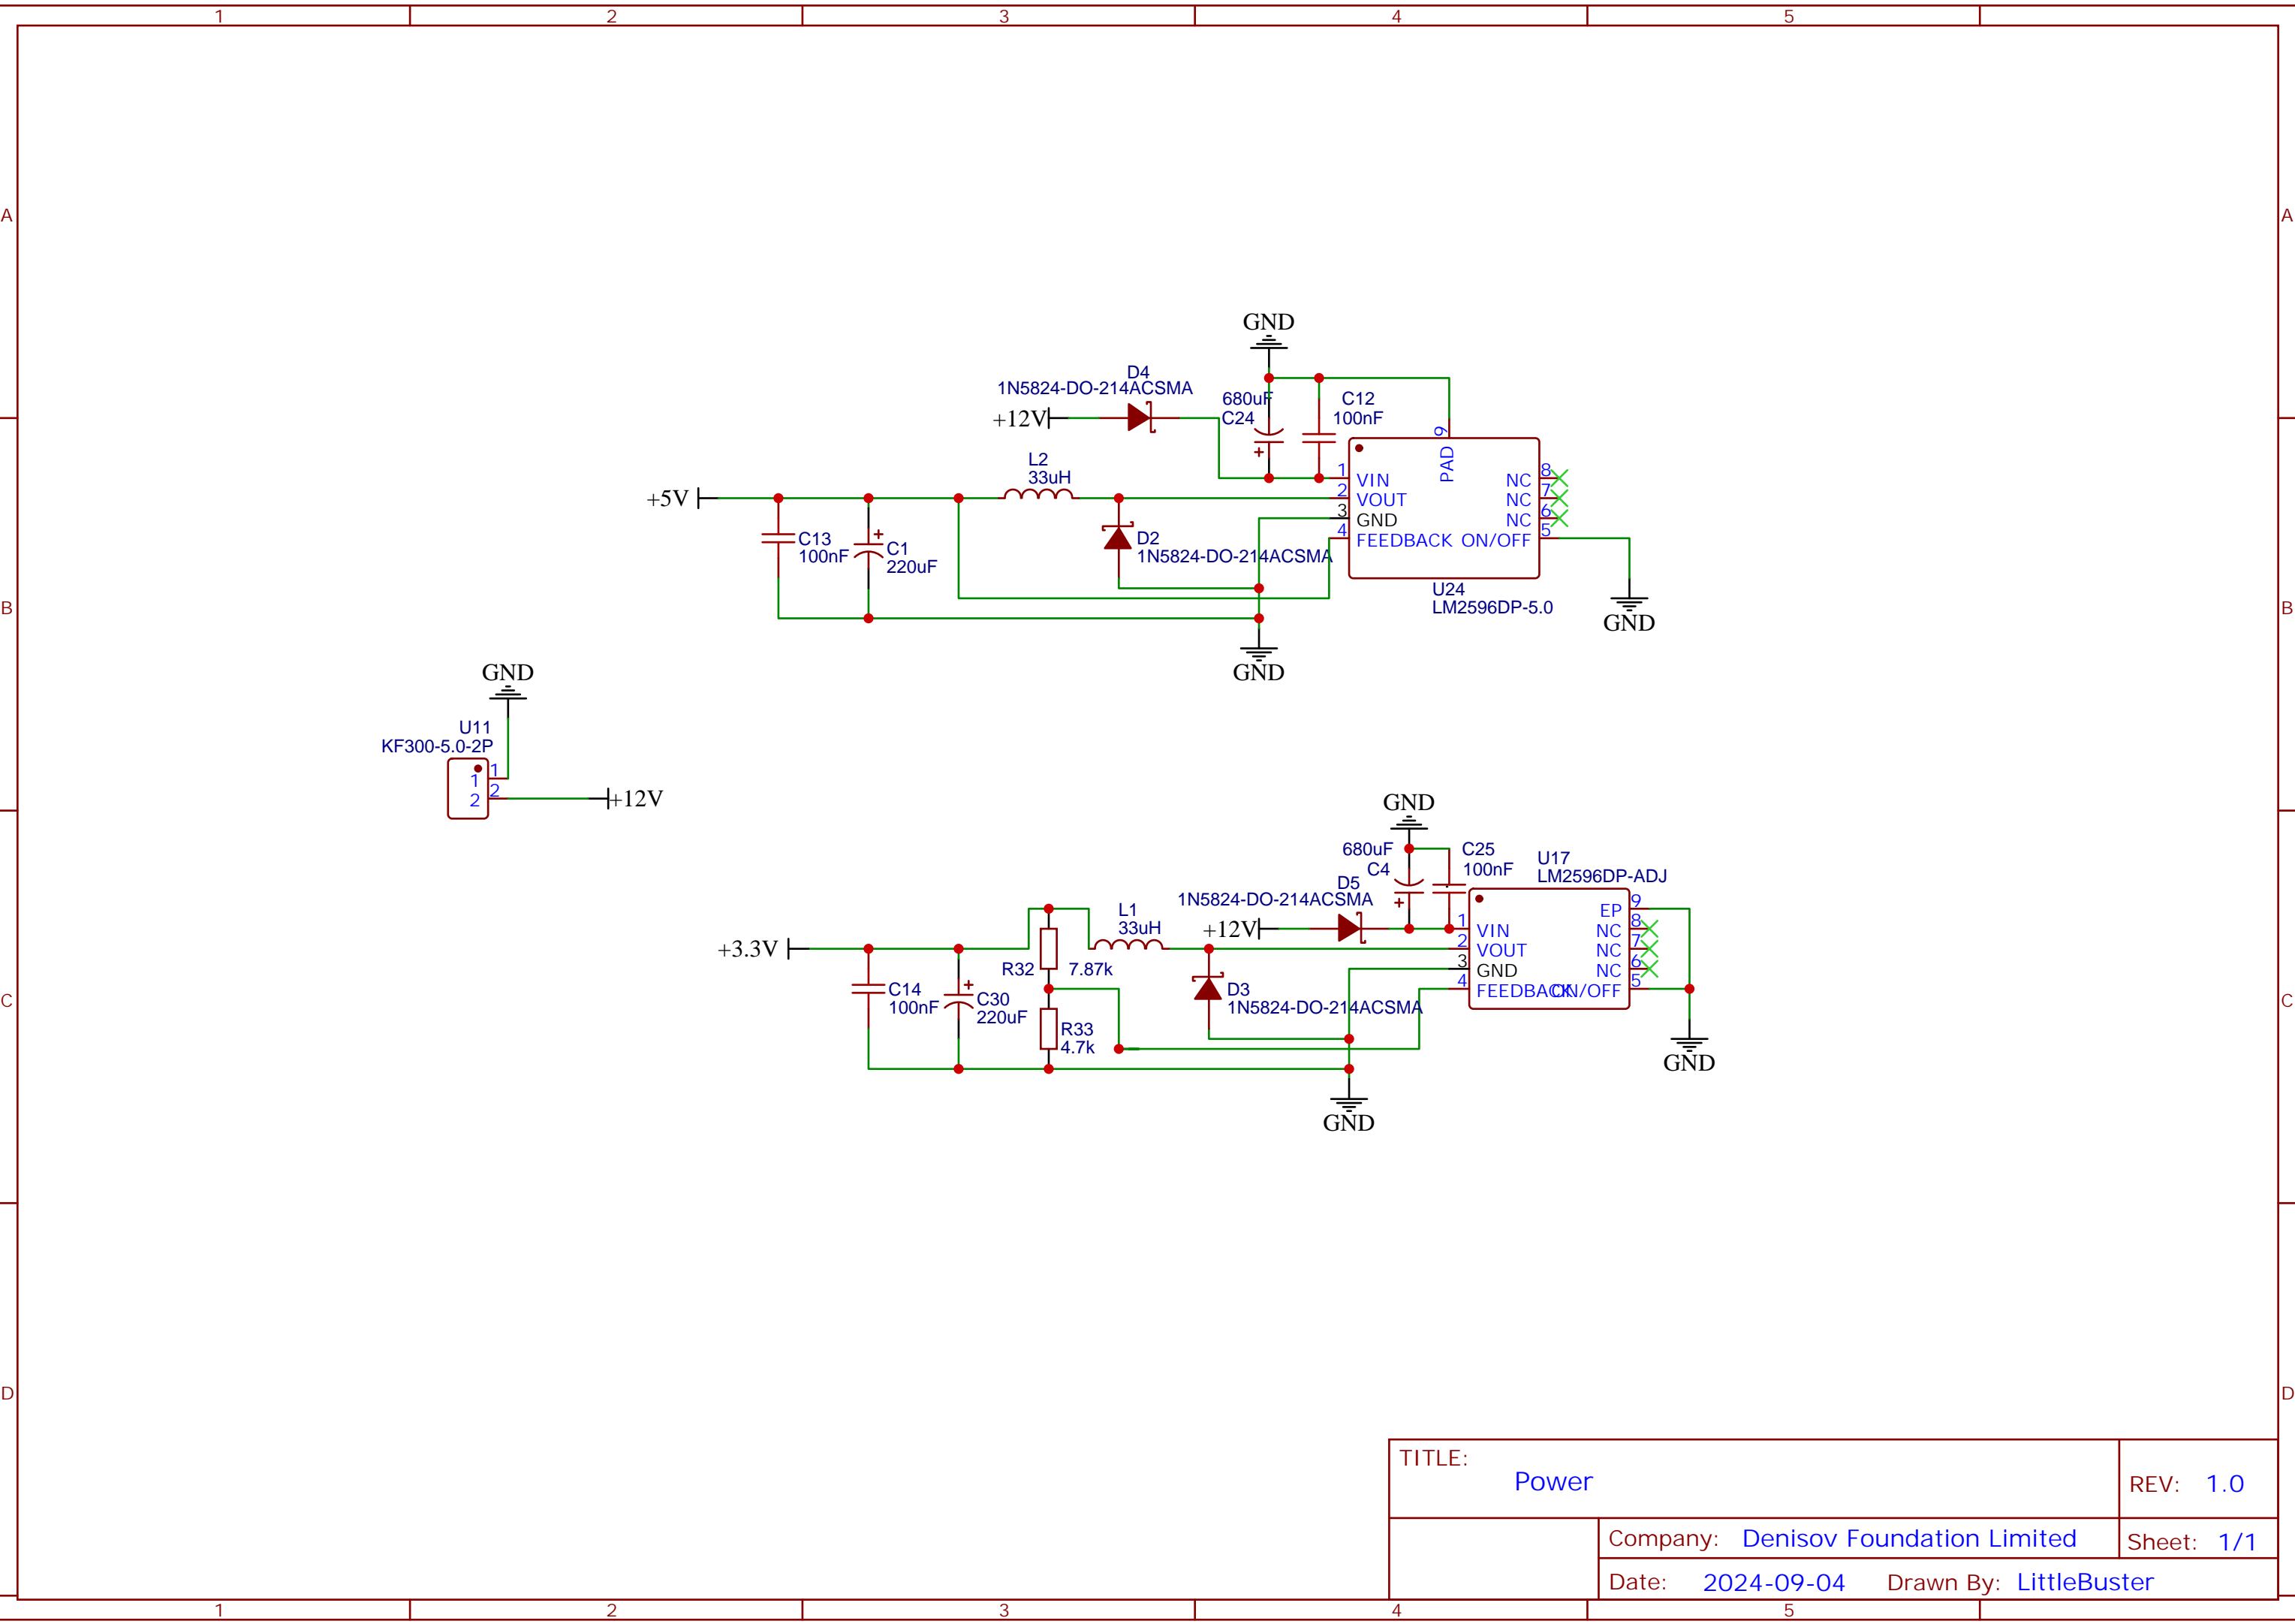 1 2 3 4 5
A A
GND
D4
1N5824-DO-214ACSMA
680uF
C24
C12
100nF
+12V
9
PAD
L2
33uH
+5V
1 VIN
2 VOUT
3 GND
4 FEEDBACK
NC 8
NC 7
NC 6
ON/OFF 5
C13
100nF
C1
220uF
D2
1N5824-DO-214ACSMA
U24
LM2596DP-5.0
B B
GND
GND
GND
U11
KF300-5.0-2P
1 1
2 2
+12V
GND
680uF
C4
C25
100nF
U17
LM2596DP-ADJ
D5
1N5824-DO-214ACSMA
+12V
L1
33uH
+3.3V
1 VIN
2 VOUT
3 GND
4 FEEDBACK
EP 9
NC 8
NC 7
NC 6
ON/OFF 5
R32 7.87k
C14
100nF
C30
220uF
R33
4.7k
D3
1N5824-DO-214ACSMA
C C
GND
GND
D D
TITLE:
Power
REV: 1.0
Company: Denisov Foundation Limited
Sheet: 1/1
Date: 2024-09-04 Drawn By: LittleBuster
1 2 3 4 5